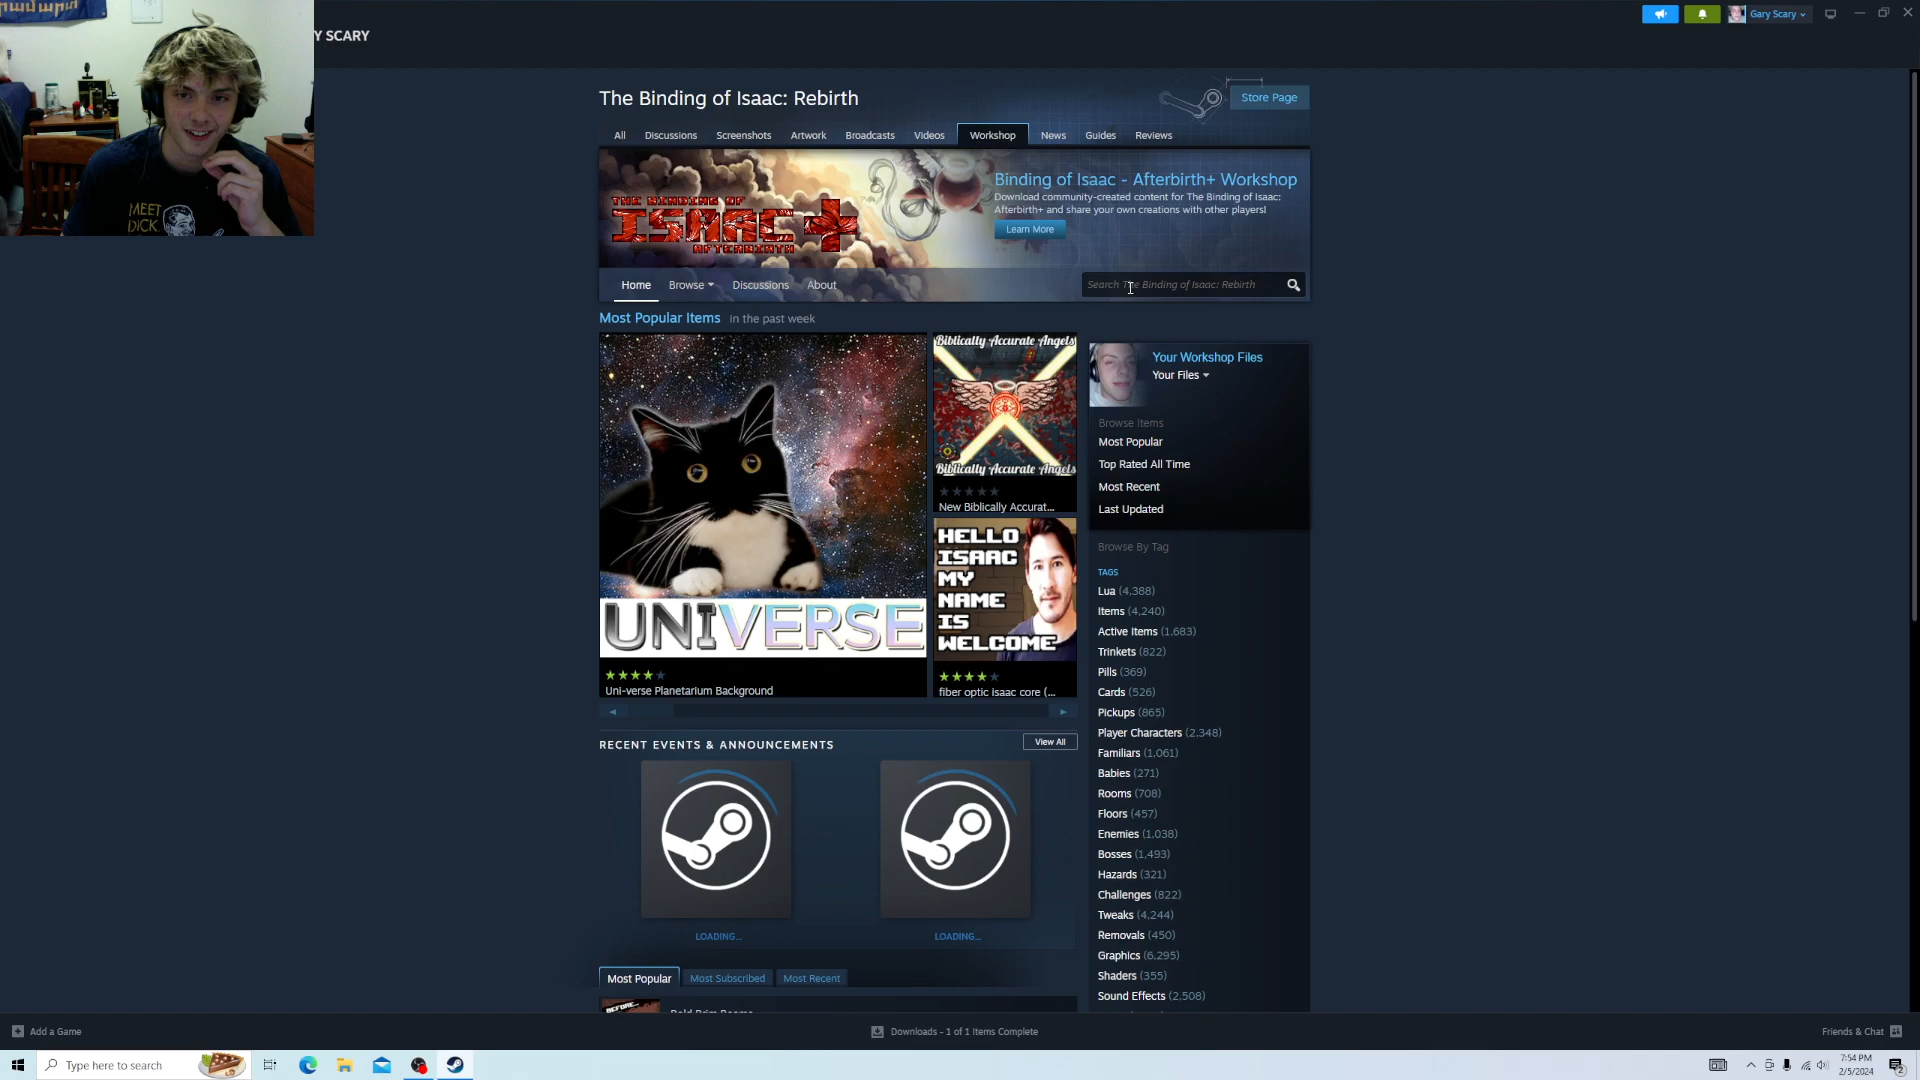 Բամարտ
Y SCARY
Gary Scary
The Binding of Isaac: Rebirth
Store Page
All Discussions Screenshots Artwork Broadcasts Videos Workshop News Guides Reviews
MEET
DICK
THE BINDING OF
ISAAC
AFTERBIRTH
Binding of Isaac - Afterbirth+ Workshop
Download community-created content for The Binding of Isaac:
Afterbirth+ and share your own creations with other players!
Learn More
Home Browse Discussions About
Search The Binding of Isaac: Rebirth
Most Popular Items in the past week
UNIVERSE
Uni-verse Planetarium Background
Biblically Accurate Angels
Biblically Accurate Angels
New Biblically Accurat...
HELLO
ISAAC
MY
NAME
IS
WELCOME
fiber optic isaac core (...
Your Workshop Files
Your Files
Browse Items
Most Popular
Top Rated All Time
Most Recent
Last Updated
Browse By Tag
TAGS
Lua (4,388)
Items (4,240)
Active Items (1,683)
Trinkets (822)
Pills (369)
Cards (526)
Pickups (865)
Player Characters (2,348)
Familiars (1,061)
Babies (271)
Rooms (708)
Floors (457)
Enemies (1,038)
Bosses (1,493)
Hazards (321)
Challenges (822)
Tweaks (4,244)
Removals (450)
Graphics (6,295)
Shaders (355)
Sound Effects (2,508)
RECENT EVENTS & ANNOUNCEMENTS
View All
LOADING...
LOADING...
Most Popular Most Subscribed Most Recent
BEFORE...
Add a Game
Downloads - 1 of 1 Items Complete
Friends & Chat
Type here to search
7:54 PM
2/5/2024
2